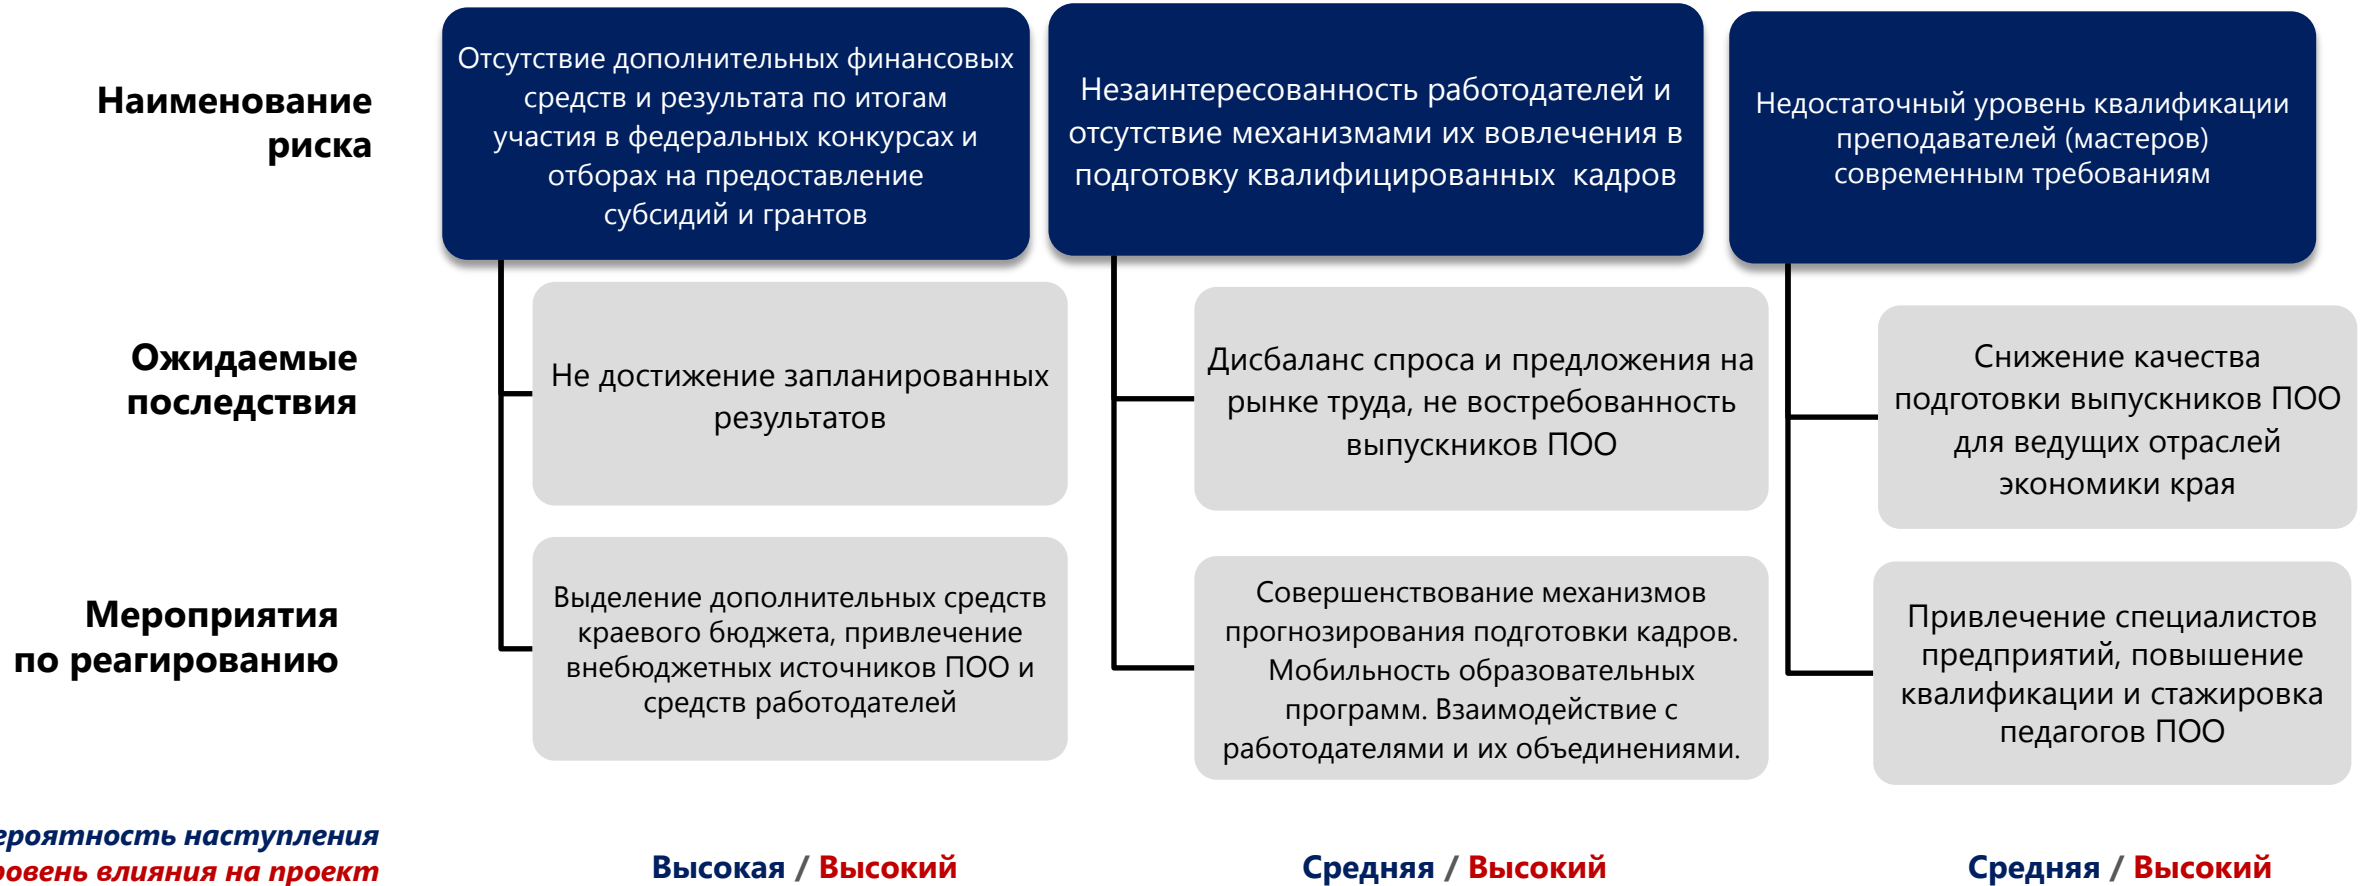 Наименование
риска
Отсутствие дополнительных финансовых
средств и результата по итогам
участия в федеральных конкурсах и
отборах на предоставление
субсидий и грантов
Незаинтересованность работодателей и
отсутствие механизмами их вовлечения в
подготовку квалифицированных кадров
Недостаточный уровень квалификации
преподавателей (мастеров)
современным требованиям
Ожидаемые
последствия
Не достижение запланированных
результатов
Дисбаланс спроса и предложения на
рынке труда, не востребованность
выпускников ПОО
Снижение качества
подготовки выпускников ПОО
для ведущих отраслей
экономики края
Мероприятия
по реагированию
Выделение дополнительных средств
краевого бюджета, привлечение
внебюджетных источников ПОО и
средств работодателей
Совершенствование механизмов
прогнозирования подготовки кадров.
Мобильность образовательных
программ. Взаимодействие с
работодателями и их объединениями.
Привлечение специалистов
предприятий, повышение
квалификации и стажировка
педагогов ПОО
ероятность наступления
ровень влияния на проект
Высокая / Высокий
Средняя / Высокий
Средняя / Высокий